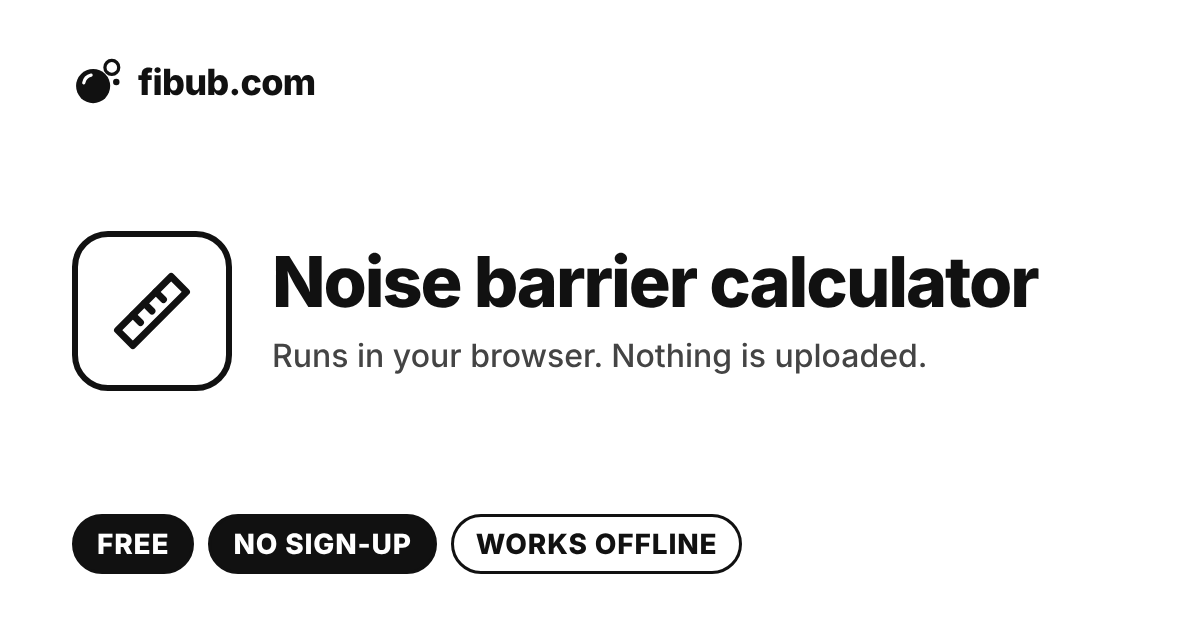 fibub.com
Noise barrier calculator
Runs in your browser. Nothing is uploaded.
FREE
NO SIGN-UP
WORKS OFFLINE